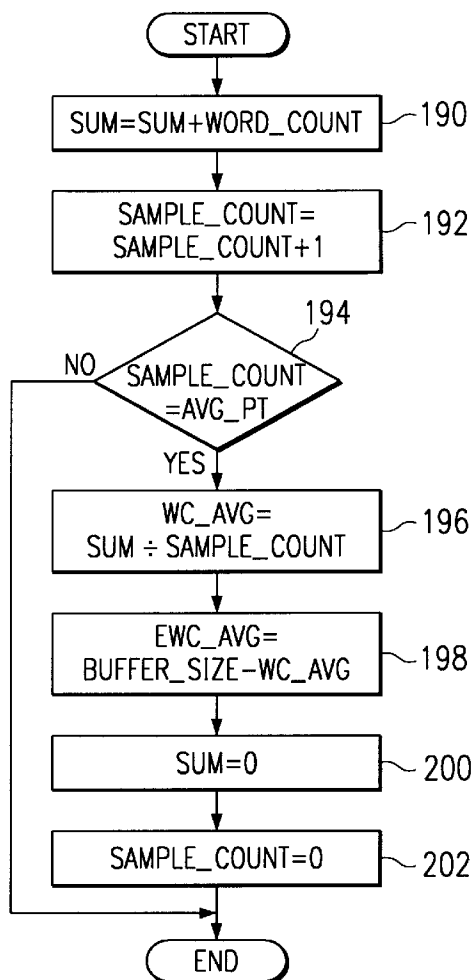 START
SUM=SUM+WORD_COUNT
190
SAMPLE_COUNT=
SAMPLE_COUNT+1
192
194
NO
SAMPLE_COUNT
=AVG_PT
YES
WC_AVG=
SUM ÷ SAMPLE_COUNT
196
EWC_AVG=
BUFFER_SIZE–WC_AVG
198
SUM=0
200
SAMPLE_COUNT=0
202
END